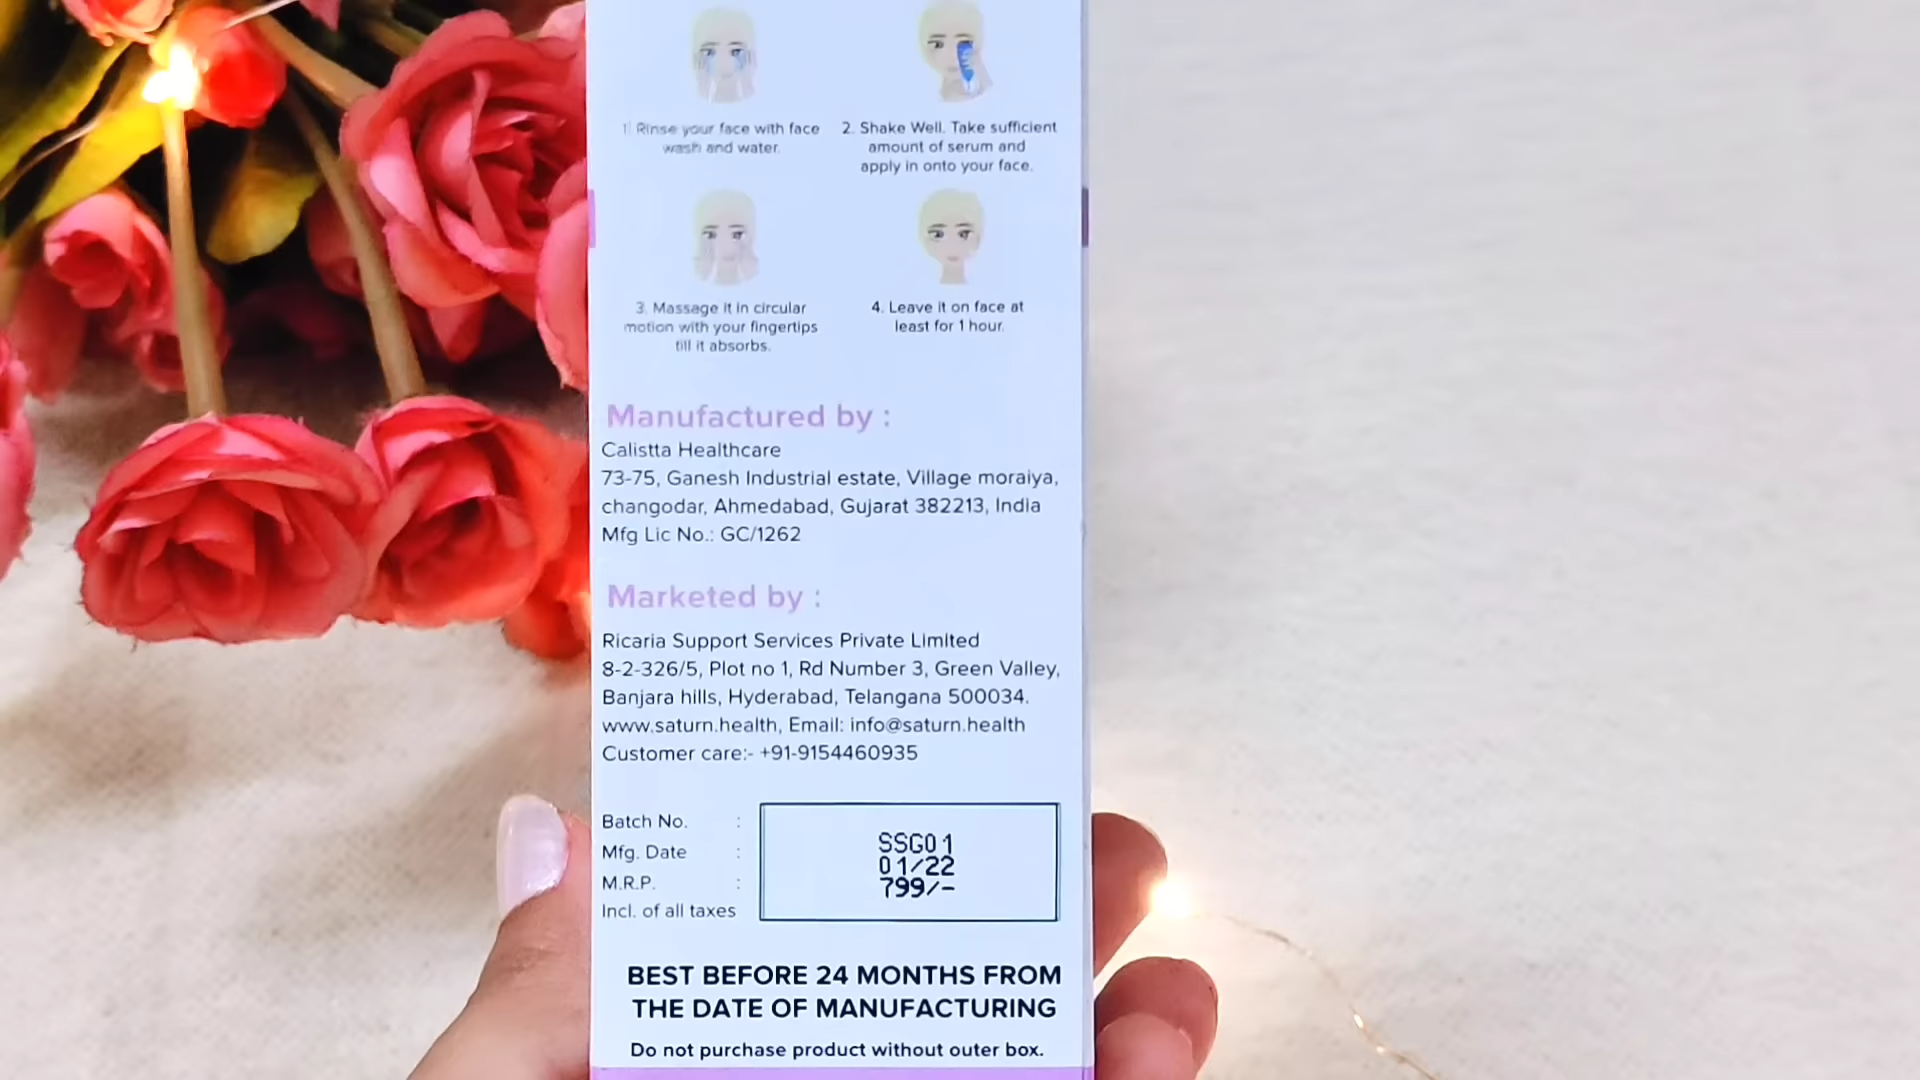 1. Rinse your face with face
wash and water.
2. Shake Well. Take sufficient
amount of serum and
apply in onto your face.
3. Massage it in circular
motion with your fingertips
till it absorbs.
4. Leave it on face at
least for 1 hour.
Manufactured by :
Calistta Healthcare
73-75, Ganesh Industrial estate, Village moraiya,
changodar, Ahmedabad, Gujarat 382213, India
Mfg Lic No.: GC/1262
Marketed by :
Ricaria Support Services Private Limited
8-2-326/5, Plot no 1, Rd Number 3, Green Valley,
Banjara hills, Hyderabad, Telangana 500034.
www.saturn.health, Email: info@saturn.health
Customer care:- +91-9154460935
Batch No. : SSG01
Mfg. Date : 01/22
M.R.P. : 799/-
Incl. of all taxes
BEST BEFORE 24 MONTHS FROM
THE DATE OF MANUFACTURING
Do not purchase product without outer box.